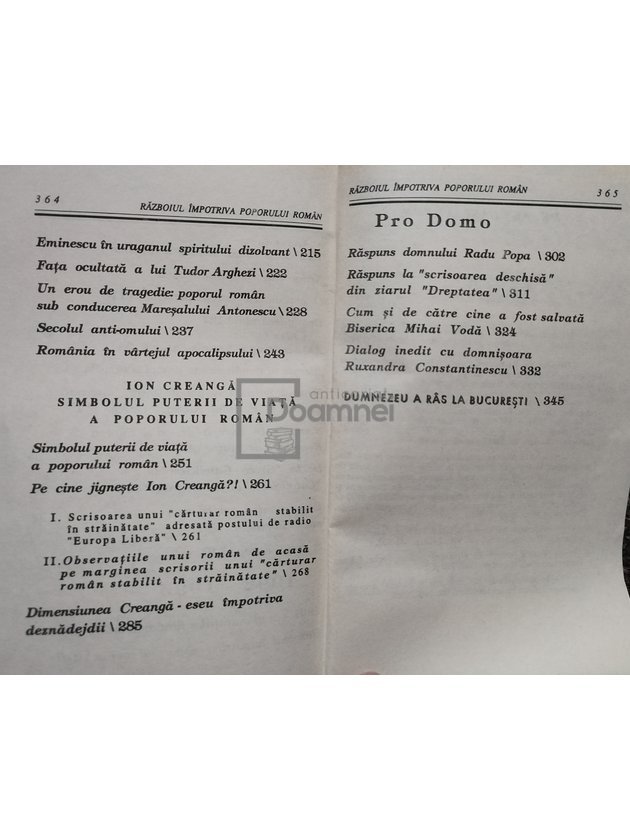 364
RĂZBOIUL ÎMPOTRIVA POPORULUI ROMÂN
Eminescu în uraganul spiritului dizolvant \ 215
Fața ocultată a lui Tudor Arghezi \ 222
Un erou de tragedie: poporul român
sub conducerea Mareșalului Antonescu \ 228
Secolul anti-omului \ 237
România în vârtejul apocalipsului \ 243
ION CREANGĂ
SIMBOLUL PUTERII DE VIAȚĂ
A POPORULUI ROMÂN
Simbolul puterii de viață
a poporului român \ 251
Pe cine jignește Ion Creangă?! \ 261
I. Scrisoarea unui "cărturar român stabilit
în străinătate" adresată postului de radio
"Europa Liberă" \ 261
II. Observațiile unui român de acasă
pe marginea scrisorii unui "cărturar
român stabilit în străinătate" \ 268
Dimensiunea Creangă - eseu împotriva
deznădejdii \ 285
RĂZBOIUL ÎMPOTRIVA POPORULUI ROMÂN
365
Pro Domo
Răspuns domnului Radu Popa \ 302
Răspuns la "scrisoarea deschisă"
din ziarul "Dreptatea" \ 311
Cum și de către cine a fost salvată
Biserica Mihai Vodă \ 324
Dialog inedit cu domnișoara
Ruxandra Constantinescu \ 332
DUMNEZEU A RÂS LA BUCUREȘTI \ 345
anticariat
Doamnei